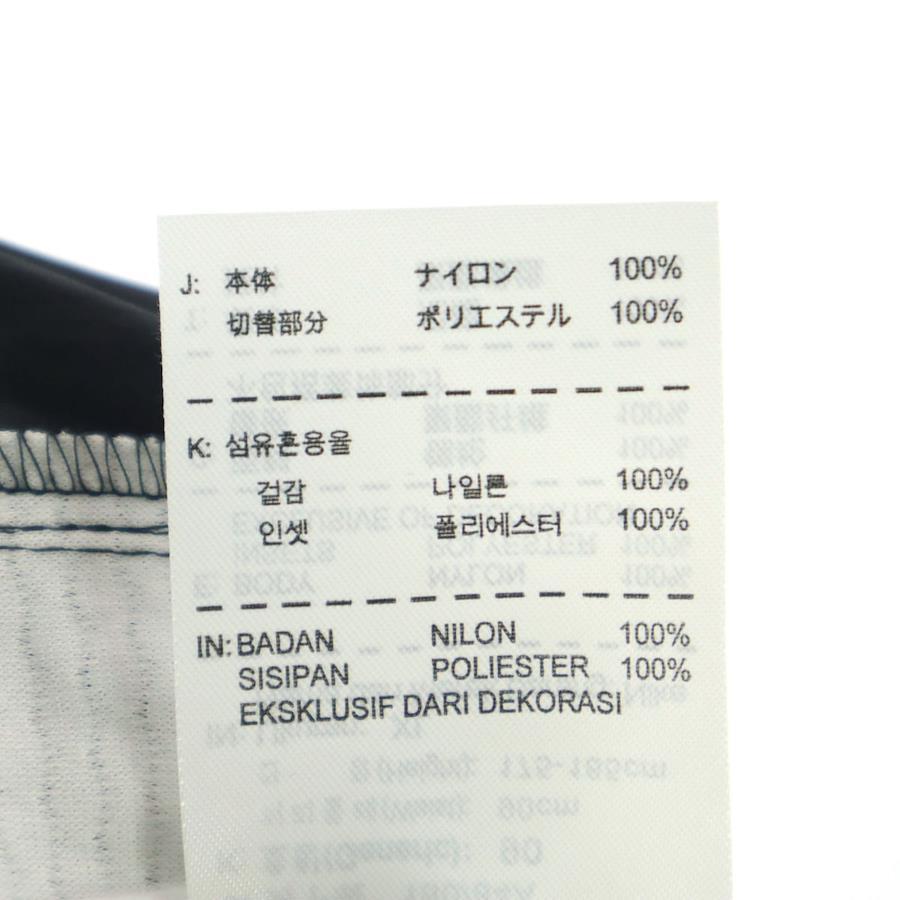 J: 本体 ナイロン 100%
切替部分 ポリエステル 100%
K: 섬유혼용율
겉감 나일론 100%
인셋 폴리에스터 100%
IN: BADAN NILON 100%
SISIPAN POLIESTER 100%
EKSKLUSIF DARI DEKORASI